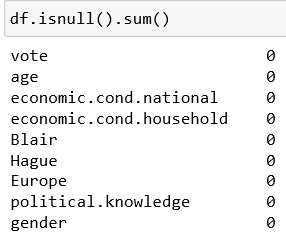 df.isnull().sum()
vote 0
age 0
economic.cond.national 0
economic.cond.household 0
Blair 0
Hague 0
Europe 0
political.knowledge 0
gender 0